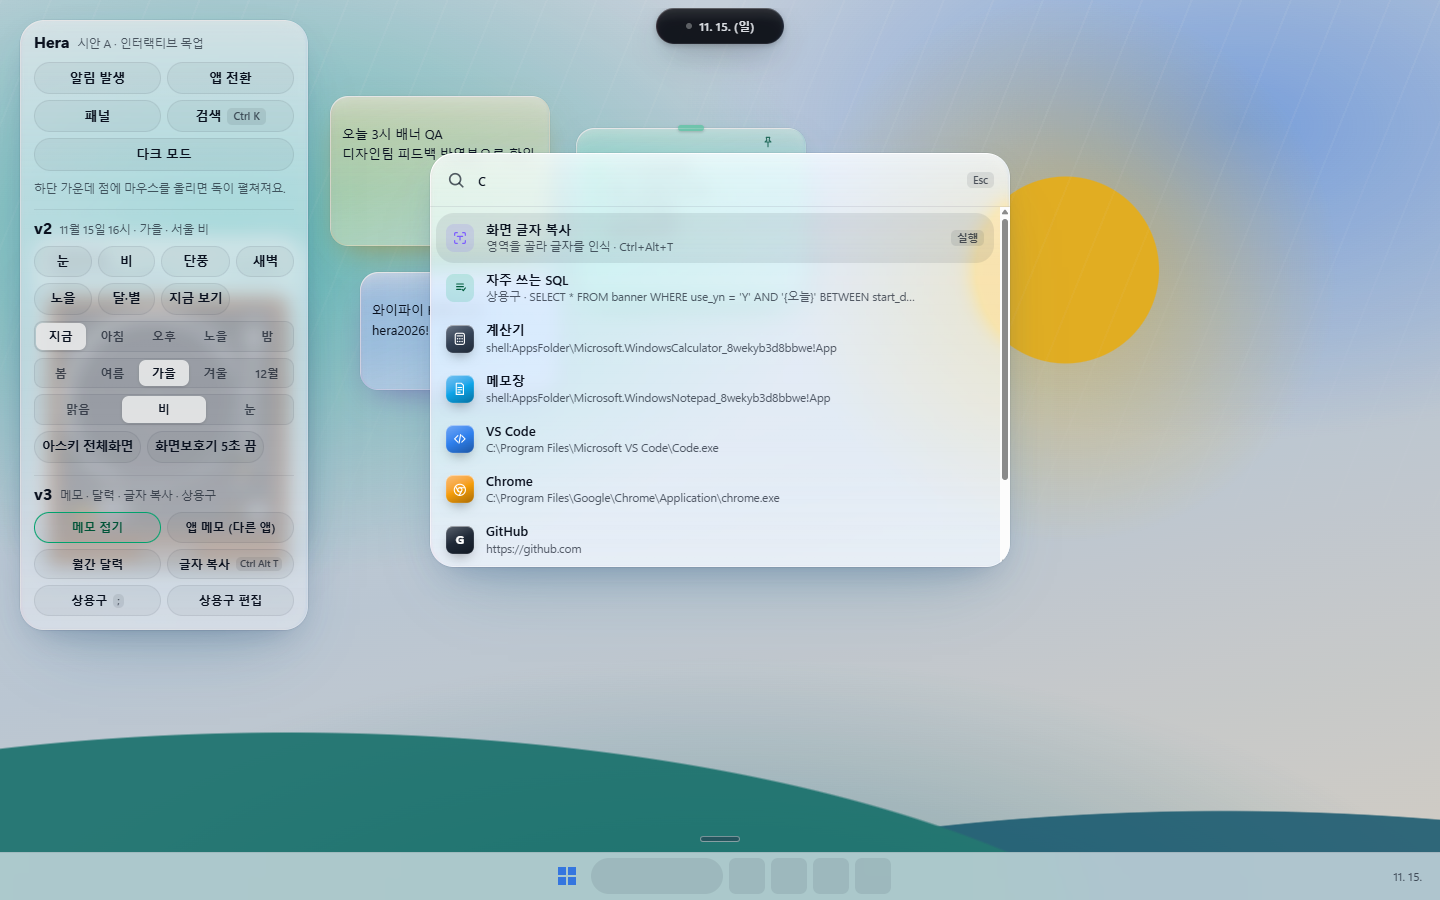 11. 15. (일)
Hera 시안 A · 인터랙티브 목업
알림 발생 앱 전환
패널 검색 Ctrl K
다크 모드
하단 가운데 점에 마우스를 올리면 독이 펼쳐져요.
v2 11월 15일 16시 · 가을 · 서울 비
눈 비 단풍 새벽
노을 달·별 지금 보기
지금 아침 오후 노을 밤
봄 여름 가을 겨울 12월
맑음 비 눈
아스키 전체화면 화면보호기 5초 끔
v3 메모 · 달력 · 글자 복사 · 상용구
메모 접기 앱 메모 (다른 앱)
월간 달력 글자 복사 Ctrl Alt T
상용구 ; 상용구 편집
오늘 3시 배너 QA
디자인팀 피드백
와이파이
hera2026!
C Esc
화면 글자 복사
영역을 골라 글자를 인식 · Ctrl+Alt+T
실행
자주 쓰는 SQL
상용구 · SELECT * FROM banner WHERE use_yn = 'Y' AND '{오늘}' BETWEEN start_d...
계산기
shell:AppsFolder\Microsoft.WindowsCalculator_8wekyb3d8bbwe!App
메모장
shell:AppsFolder\Microsoft.WindowsNotepad_8wekyb3d8bbwe!App
VS Code
C:\Program Files\Microsoft VS Code\Code.exe
Chrome
C:\Program Files\Google\Chrome\Application\chrome.exe
G
GitHub
https://github.com
11. 15.